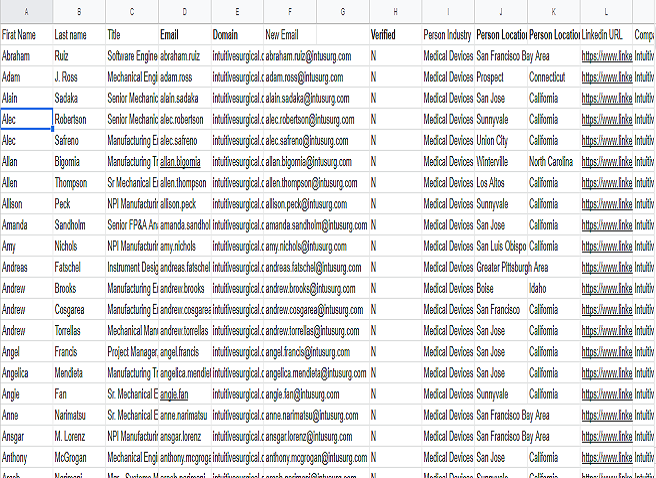 A B C D E F G H I J K L
First Name Last name Title Email Domain New Email Verified Person Industry Person Location Person Location Linkedin URL Compa
Abraham Ruiz Software Engine abraham.ruiz intuitivesurgical.c abraham.ruiz@intusurg.com N Medical Devices San Francisco Bay Area https://www.linke Intuitiv
Adam J. Ross Mechanical Engi adam.ross intuitivesurgical.c adam.ross@intusurg.com N Medical Devices Prospect Connecticut https://www.linke Intuitiv
Alain Sadaka Senior Mechanic alain.sadaka intuitivesurgical.c alain.sadaka@intusurg.com N Medical Devices San Jose California https://www.linke Intuitiv
Alec Robertson Senior Mechanic alec.robertson intuitivesurgical.c alec.robertson@intusurg.com N Medical Devices Sunnyvale California https://www.linke Intuitiv
Alec Safreno Manufacturing E alec.safreno intuitivesurgical.c alec.safreno@intusurg.com N Medical Devices Union City California https://www.linke Intuitiv
Allan Bigornia Manufacturing T allan.bigornia intuitivesurgical.c allan.bigornia@intusurg.com N Medical Devices Winterville North Carolina https://www.linke Intuitiv
Allen Thompson Sr Mechanical E allen.thompson intuitivesurgical.c allen.thompson@intusurg.com N Medical Devices Los Altos California https://www.linke Intuitiv
Allison Peck NPI Manufacturin allison.peck intuitivesurgical.c allison.peck@intusurg.com N Medical Devices Sunnyvale California https://www.linke Intuitiv
Amanda Sandholm Senior FP&A An amanda.sandhol intuitivesurgical.c amanda.sandholm@intusurg.com N Medical Devices San Jose California https://www.linke Intuitiv
Amy Nichols NPI Manufacturin amy.nichols intuitivesurgical.c amy.nichols@intusurg.com N Medical Devices San Luis Obispo California https://www.linke Intuitiv
Andreas Fatschel Instrument Desig andreas.fatschel intuitivesurgical.c andreas.fatschel@intusurg.com N Medical Devices Greater Pittsburgh Area https://www.linke Intuitiv
Andrew Brooks Manufacturing E andrew.brooks intuitivesurgical.c andrew.brooks@intusurg.com N Medical Devices Boise Idaho https://www.linke Intuitiv
Andrew Cosgarea Manufacturing E andrew.cosgarea intuitivesurgical.c andrew.cosgarea@intusurg.com N Medical Devices San Francisco California https://www.linke Intuitiv
Andrew Torrellas Mechanical Man andrew.torrellas intuitivesurgical.c andrew.torrellas@intusurg.com N Medical Devices San Jose California https://www.linke Intuitiv
Angel Francis Project Manager, angel.francis intuitivesurgical.c angel.francis@intusurg.com N Medical Devices San Jose California https://www.linke Intuitiv
Angelica Mendieta Manufacturing T angelica.mendiet intuitivesurgical.c angelica.mendieta@intusurg.com N Medical Devices San Jose California https://www.linke Intuitiv
Angie Fan Sr. Mechanical E angie.fan intuitivesurgical.c angie.fan@intusurg.com N Medical Devices Sunnyvale California https://www.linke Intuitiv
Anne Narimatsu Sr. Mechanical E anne.narimatsu intuitivesurgical.c anne.narimatsu@intusurg.com N Medical Devices San Francisco Bay Area https://www.linke Intuitiv
Ansgar M. Lorenz NPI Manufacturin ansgar.lorenz intuitivesurgical.c ansgar.lorenz@intusurg.com N Medical Devices San Francisco Bay Area https://www.linke Intuitiv
Anthony McGrogan Mechanical Engi anthony.mcgroga intuitivesurgical.c anthony.mcgrogan@intusurg.com N Medical Devices San Jose California https://www.linke Intuitiv